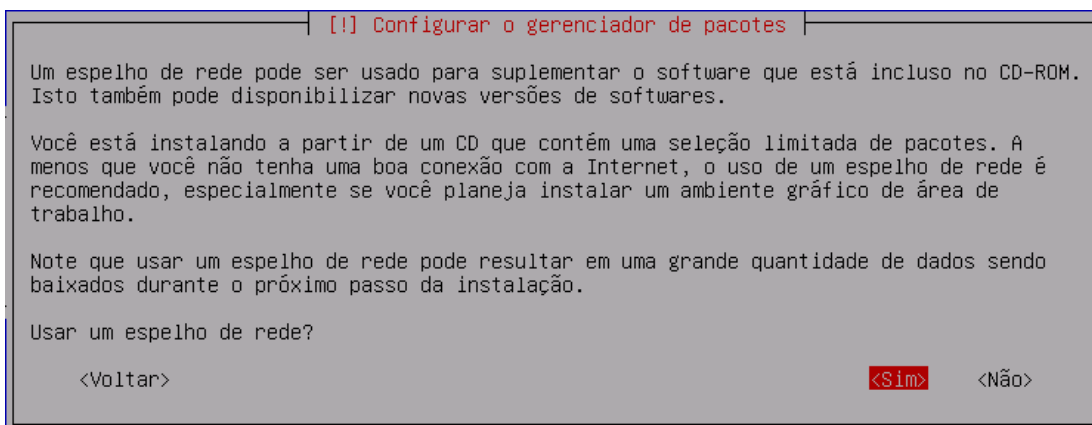 [!] Configurar o gerenciador de pacotes
Um espelho de rede pode ser usado para suplementar o software que está incluso no CD-ROM.
Isto também pode disponibilizar novas versões de softwares.
Você está instalando a partir de um CD que contém uma seleção limitada de pacotes. A
menos que você não tenha uma boa conexão com a Internet, o uso de um espelho de rede é
recomendado, especialmente se você planeja instalar um ambiente gráfico de área de
trabalho.
Note que usar um espelho de rede pode resultar em uma grande quantidade de dados sendo
baixados durante o próximo passo da instalação.
Usar um espelho de rede?
<Voltar> <Sim> <Não>